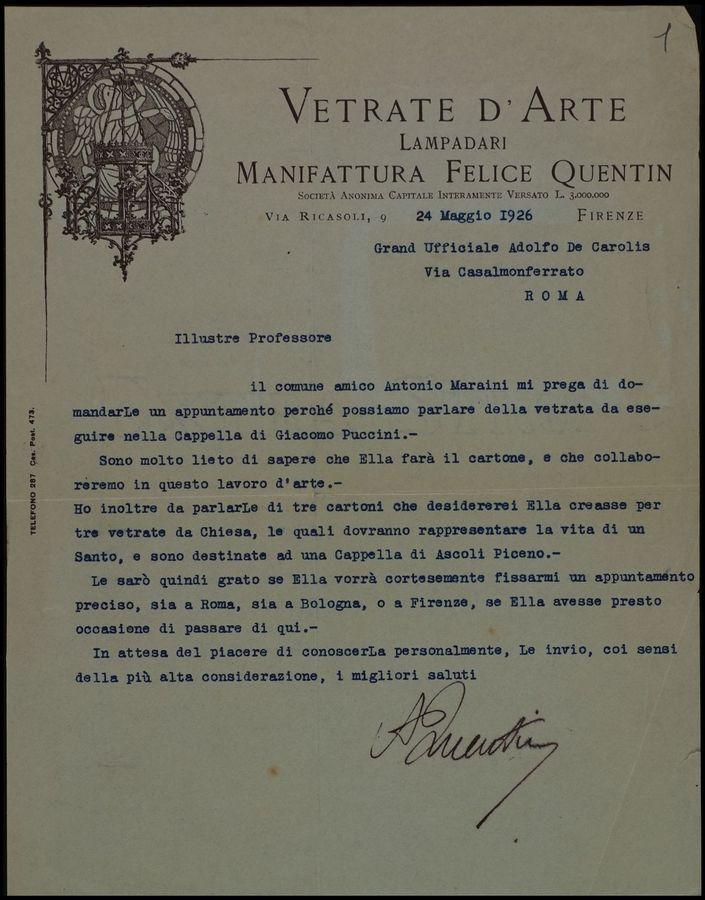 1
VETRATE D'ARTE
LAMPADARI
MANIFATTURA FELICE QUENTIN
SOCIETÀ ANONIMA CAPITALE INTERAMENTE VERSATO L. 3.000.000
VIA RICASOLI, 9 24 Maggio 1926 FIRENZE
Grand Ufficiale Adolfo De Carolis
Via Casalmonferrato
R O M A
Illustre Professore
il comune amico Antonio Maraini mi prega di do-
mandarLe un appuntamento perché possiamo parlare della vetrata da ese-
guire nella Cappella di Giacomo Puccini.-
Sono molto lieto di sapere che Ella farà il cartone, e che collabo-
reremo in questo lavoro d'arte.-
Ho inoltre da parlarLe di tre cartoni che desidererei Ella creasse per
tre vetrate da Chiesa, le quali dovranno rappresentare la vita di un
Santo, e sono destinate ad una Cappella di Ascoli Piceno.-
Le sarò quindi grato se Ella vorrà cortesemente fissarmi un appuntamento
preciso, sia a Roma, sia a Bologna, o a Firenze, se Ella avesse presto
occasione di passare di qui.-
In attesa del piacere di conoscerLa personalmente, Le invio, coi sensi
della più alta considerazione, i migliori saluti
Quentin
TELEFONO 287 Cas. Post. 473.